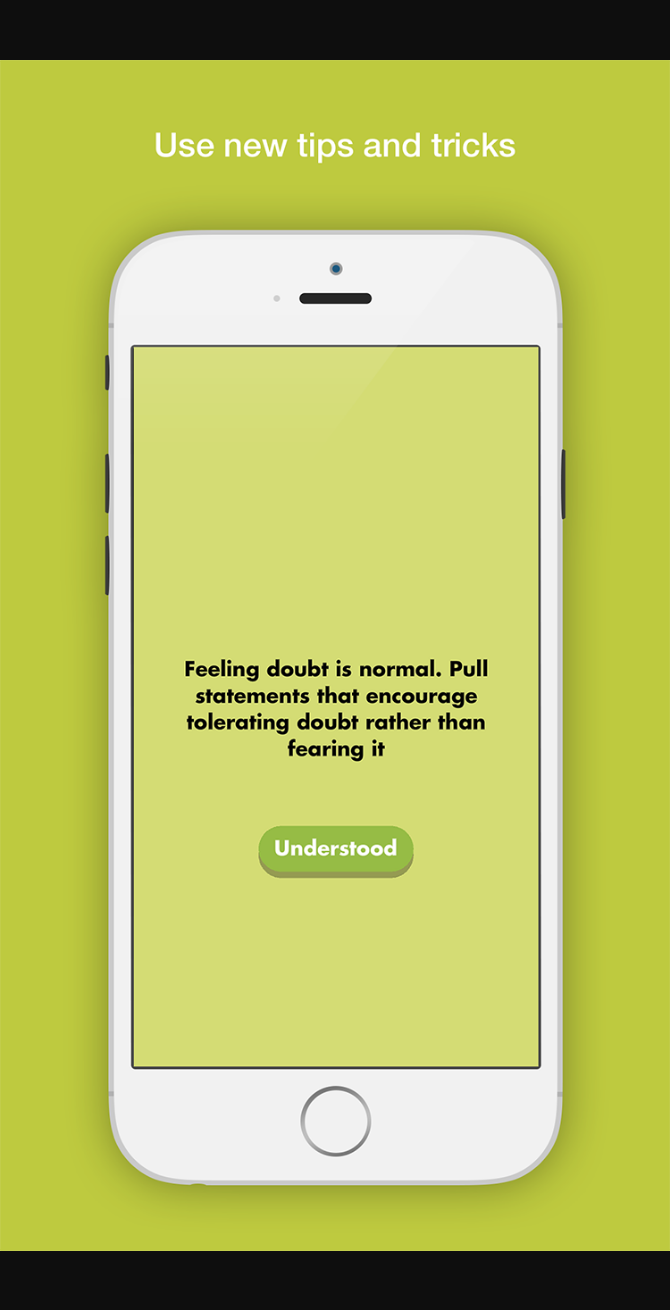 Use new tips and tricks
Feeling doubt is normal. Pull
statements that encourage
tolerating doubt rather than
fearing it
Understood